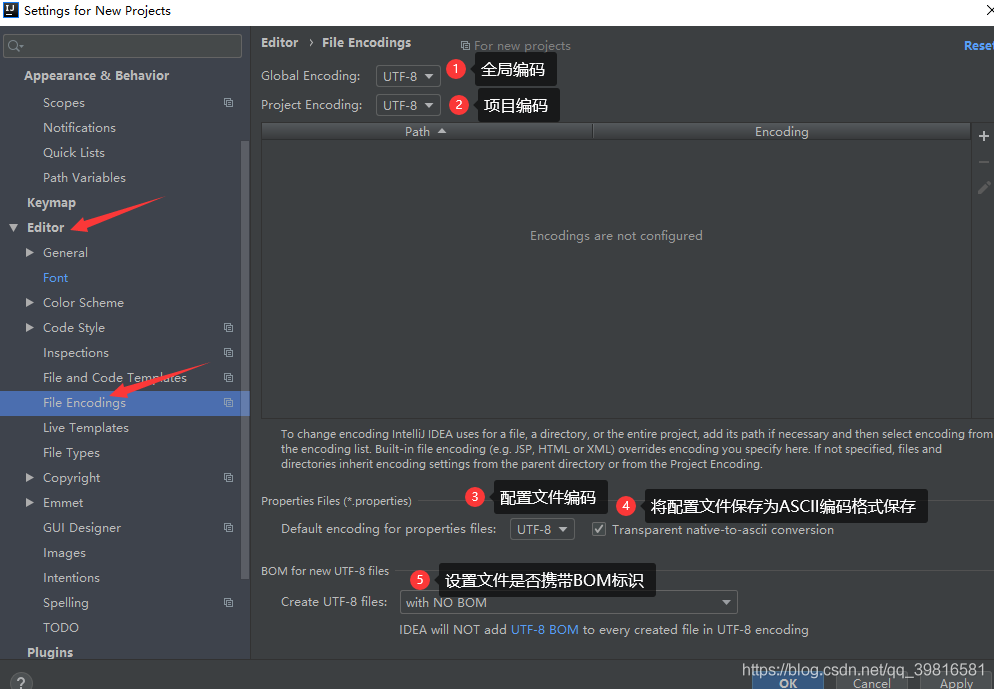 Settings for New Projects
Editor › File Encodings
For new projects
Reset
Appearance & Behavior
Scopes
Notifications
Quick Lists
Path Variables
Keymap
Editor
General
Font
Color Scheme
Code Style
Inspections
File and Code Templates
File Encodings
Live Templates
File Types
Copyright
Emmet
GUI Designer
Images
Intentions
Spelling
TODO
Plugins
Global Encoding: UTF-8 1 全局编码
Project Encoding: UTF-8 2 项目编码
Path Encoding
Encodings are not configured
To change encoding IntelliJ IDEA uses for a file, a directory, or the entire project, add its path if necessary and then select encoding from
the encoding list. Built-in file encoding (e.g. JSP, HTML or XML) overrides encoding you specify here. If not specified, files and
directories inherit encoding settings from the parent directory or from the Project Encoding.
Properties Files (*.properties) 3 配置文件编码
4 将配置文件保存为ASCII编码格式保存
Default encoding for properties files: UTF-8 Transparent native-to-ascii conversion
BOM for new UTF-8 files
5 设置文件是否携带BOM标识
Create UTF-8 files: with NO BOM
IDEA will NOT add UTF-8 BOM to every created file in UTF-8 encoding
https://blog.csdn.net/qq_39816581
? OK Cancel Apply